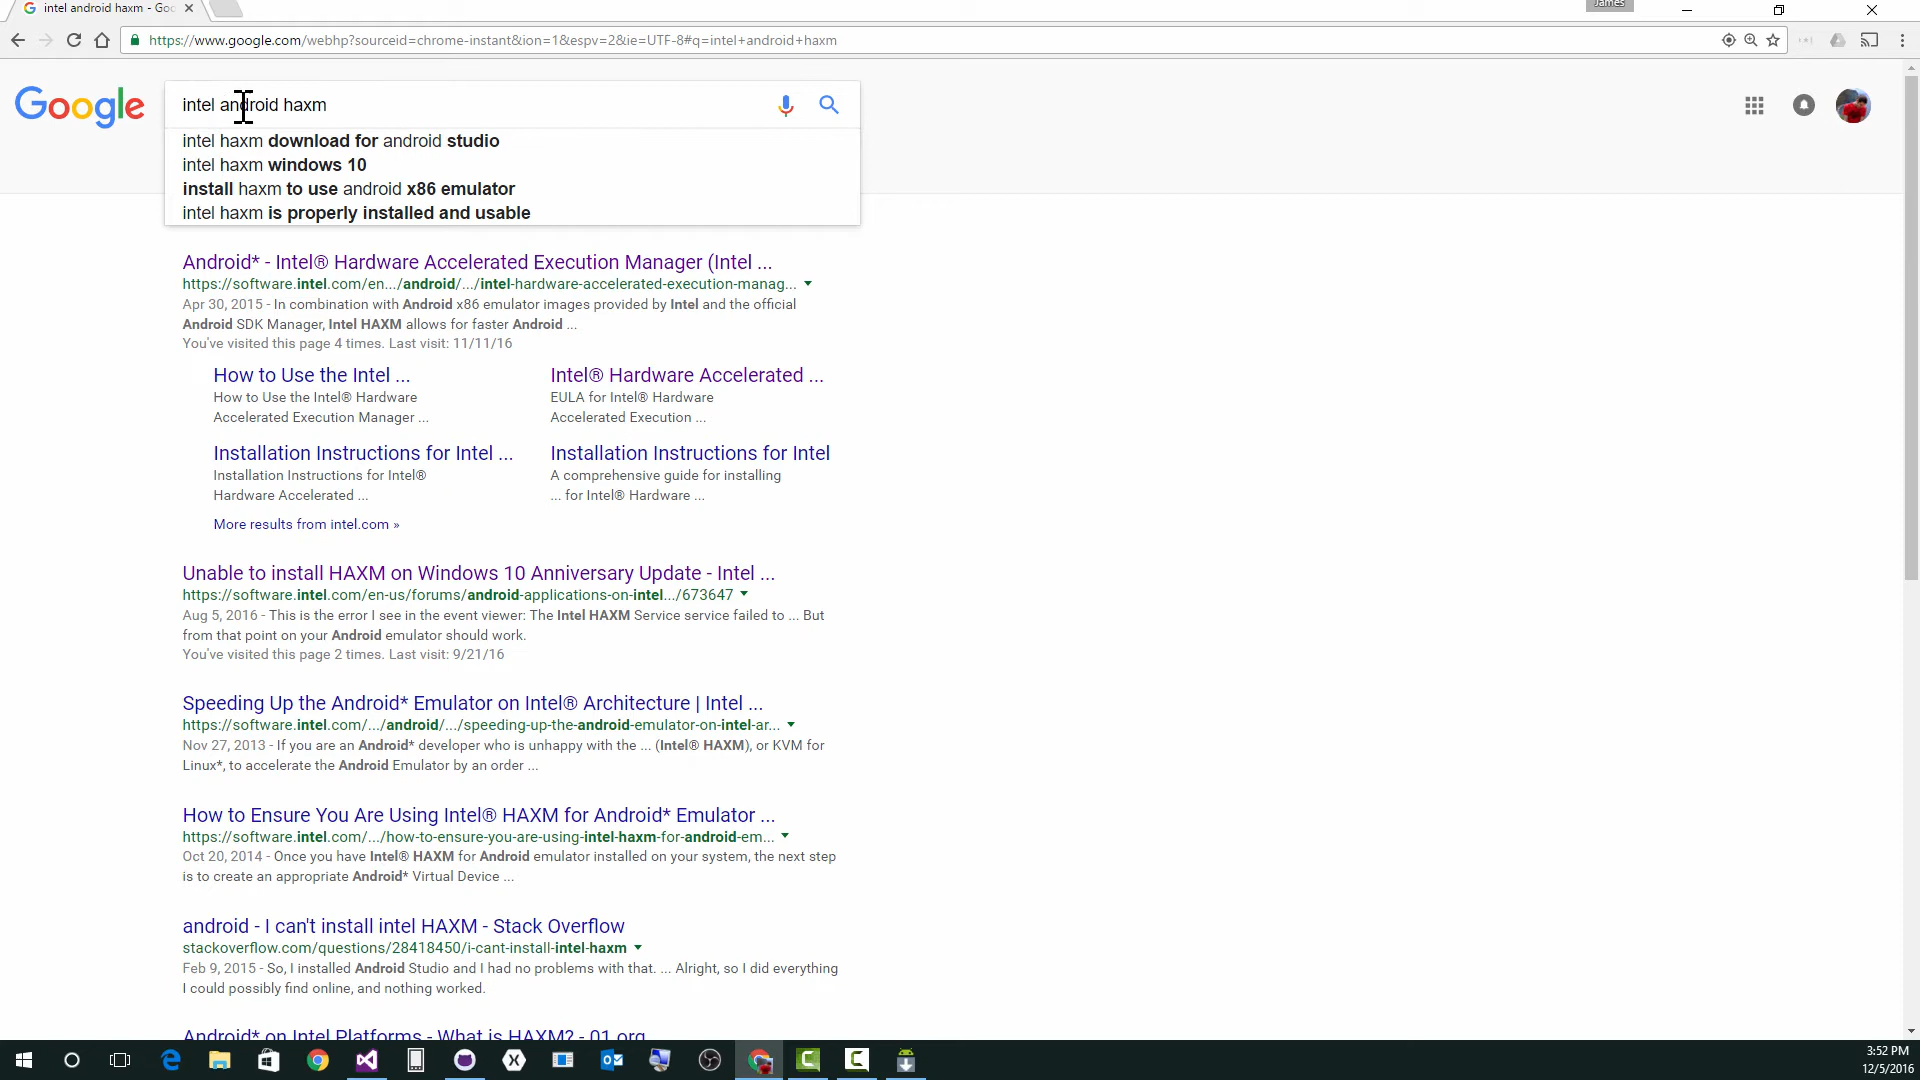 intel android haxm - Goo
James
https://www.google.com/webhp?sourceid=chrome-instant&ion=1&espv=2&ie=UTF-8#q=intel+android+haxm
Google
intel android haxm
intel haxm download for android studio
intel haxm windows 10
install haxm to use android x86 emulator
intel haxm is properly installed and usable
Android* - Intel® Hardware Accelerated Execution Manager (Intel ...
https://software.intel.com/en.../android/.../intel-hardware-accelerated-execution-manag...
Apr 30, 2015 - In combination with Android x86 emulator images provided by Intel and the official
Android SDK Manager, Intel HAXM allows for faster Android ...
You've visited this page 4 times. Last visit: 11/11/16
How to Use the Intel ...
How to Use the Intel® Hardware
Accelerated Execution Manager ...
Intel® Hardware Accelerated ...
EULA for Intel® Hardware
Accelerated Execution ...
Installation Instructions for Intel ...
Installation Instructions for Intel®
Hardware Accelerated ...
Installation Instructions for Intel
A comprehensive guide for installing
... for Intel® Hardware ...
More results from intel.com »
Unable to install HAXM on Windows 10 Anniversary Update - Intel ...
https://software.intel.com/en-us/forums/android-applications-on-intel.../673647
Aug 5, 2016 - This is the error I see in the event viewer: The Intel HAXM Service service failed to ... But
from that point on your Android emulator should work.
You've visited this page 2 times. Last visit: 9/21/16
Speeding Up the Android* Emulator on Intel® Architecture | Intel ...
https://software.intel.com/.../android/.../speeding-up-the-android-emulator-on-intel-ar...
Nov 27, 2013 - If you are an Android* developer who is unhappy with the ... (Intel® HAXM), or KVM for
Linux*, to accelerate the Android Emulator by an order ...
How to Ensure You Are Using Intel® HAXM for Android* Emulator ...
https://software.intel.com/.../how-to-ensure-you-are-using-intel-haxm-for-android-em...
Oct 20, 2014 - Once you have Intel® HAXM for Android emulator installed on your system, the next step
is to create an appropriate Android* Virtual Device ...
android - I can't install intel HAXM - Stack Overflow
stackoverflow.com/questions/28418450/i-cant-install-intel-haxm
Feb 9, 2015 - So, I installed Android Studio and I had no problems with that. ... Alright, so I did everything
I could possibly find online, and nothing worked.
Android* on Intel Platforms - What is HAXM? - 01.org
3:52 PM
12/5/2016